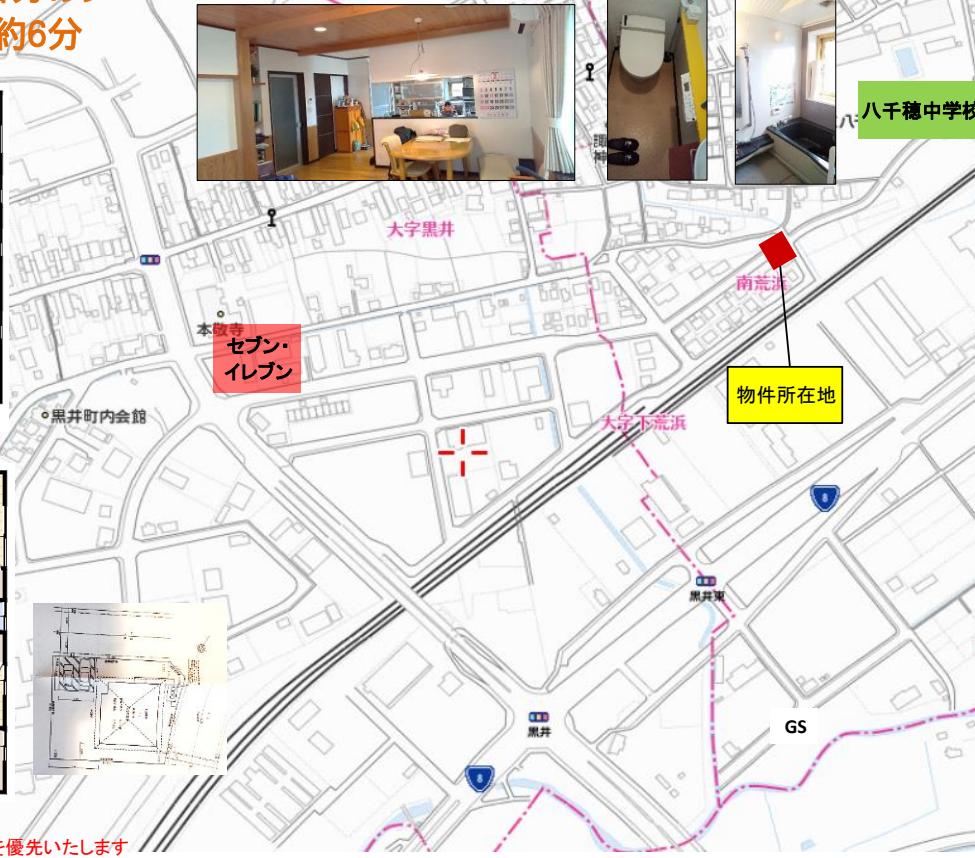 約6分
八千穂中学校
諏
神
大字黒井
南荒浜
本敬寺
セブン・
イレブン
物件所在地
黒井町内会館
大字下荒浜
8
黒井東
黒井
GS
8
を優先いたします